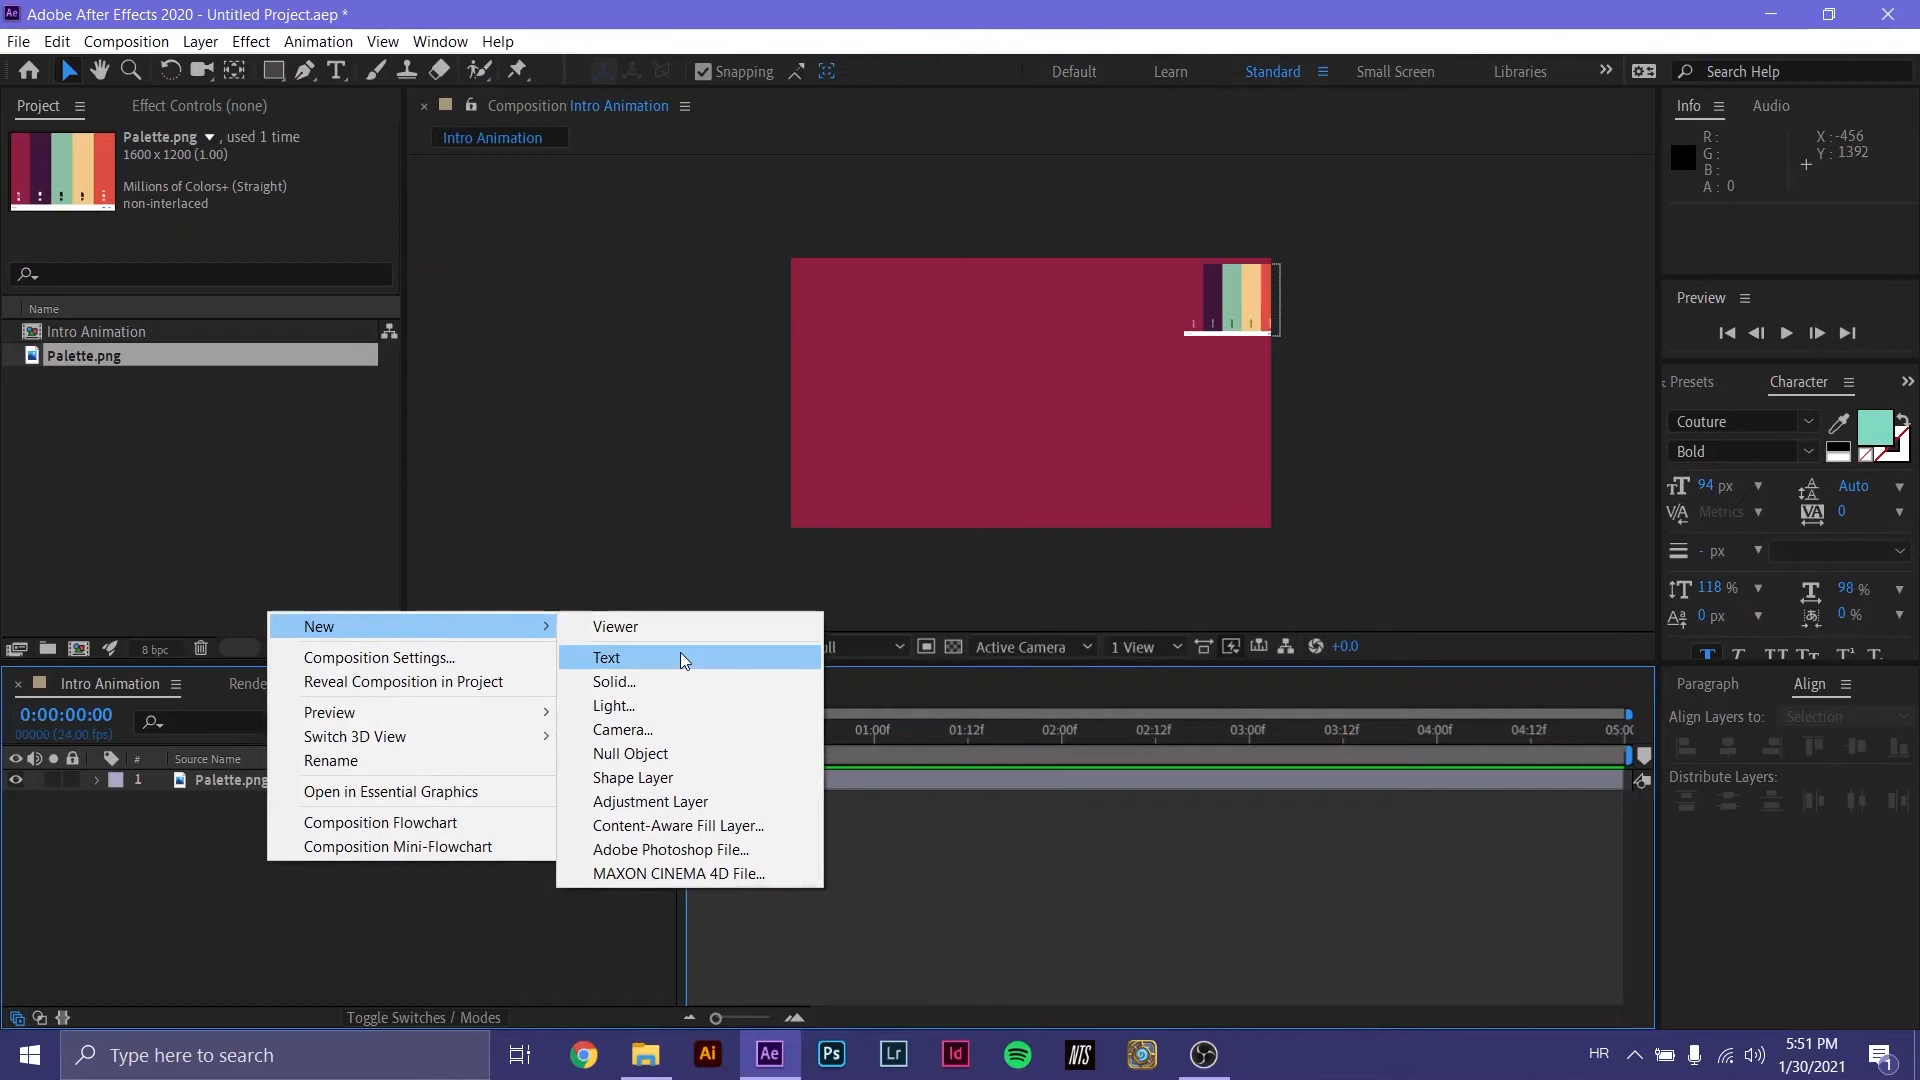 Adobe After Effects 2020 - Untitled Project.aep *
File Edit Composition Layer Effect Animation View Window Help
Snapping
Default Learn Standard Small Screen Libraries
Search Help
Project
Effect Controls (none)
Palette.png , used 1 time
1600 x 1200 (1.00)
Millions of Colors+ (Straight)
non-interlaced
Name
Intro Animation
Palette.png
8 bpc
Composition Intro Animation
Intro Animation
Info Audio
R :
G :
B :
A : 0
X : -456
Y : 1392
Preview
Presets Character
Couture
Bold
94 px Auto
Metrics 0
- px
118 % 98 %
0 px 0 %
Active Camera 1 View +0.0
New
Composition Settings...
Reveal Composition in Project
Preview
Switch 3D View
Rename
Open in Essential Graphics
Composition Flowchart
Composition Mini-Flowchart
Viewer
Text
Solid...
Light...
Camera...
Null Object
Shape Layer
Adjustment Layer
Content-Aware Fill Layer...
Adobe Photoshop File...
MAXON CINEMA 4D File...
Intro Animation
0:00:00:00
00000 (24.00 fps)
# Source Name
1 Palette.png
01:00f 01:12f 02:00f 02:12f 03:00f 03:12f 04:00f 04:12f
Toggle Switches / Modes
Paragraph Align
Align Layers to: Selection
Distribute Layers:
Type here to search
Ai Ae Ps Lr Id NTS
HR
5:51 PM
1/30/2021
1